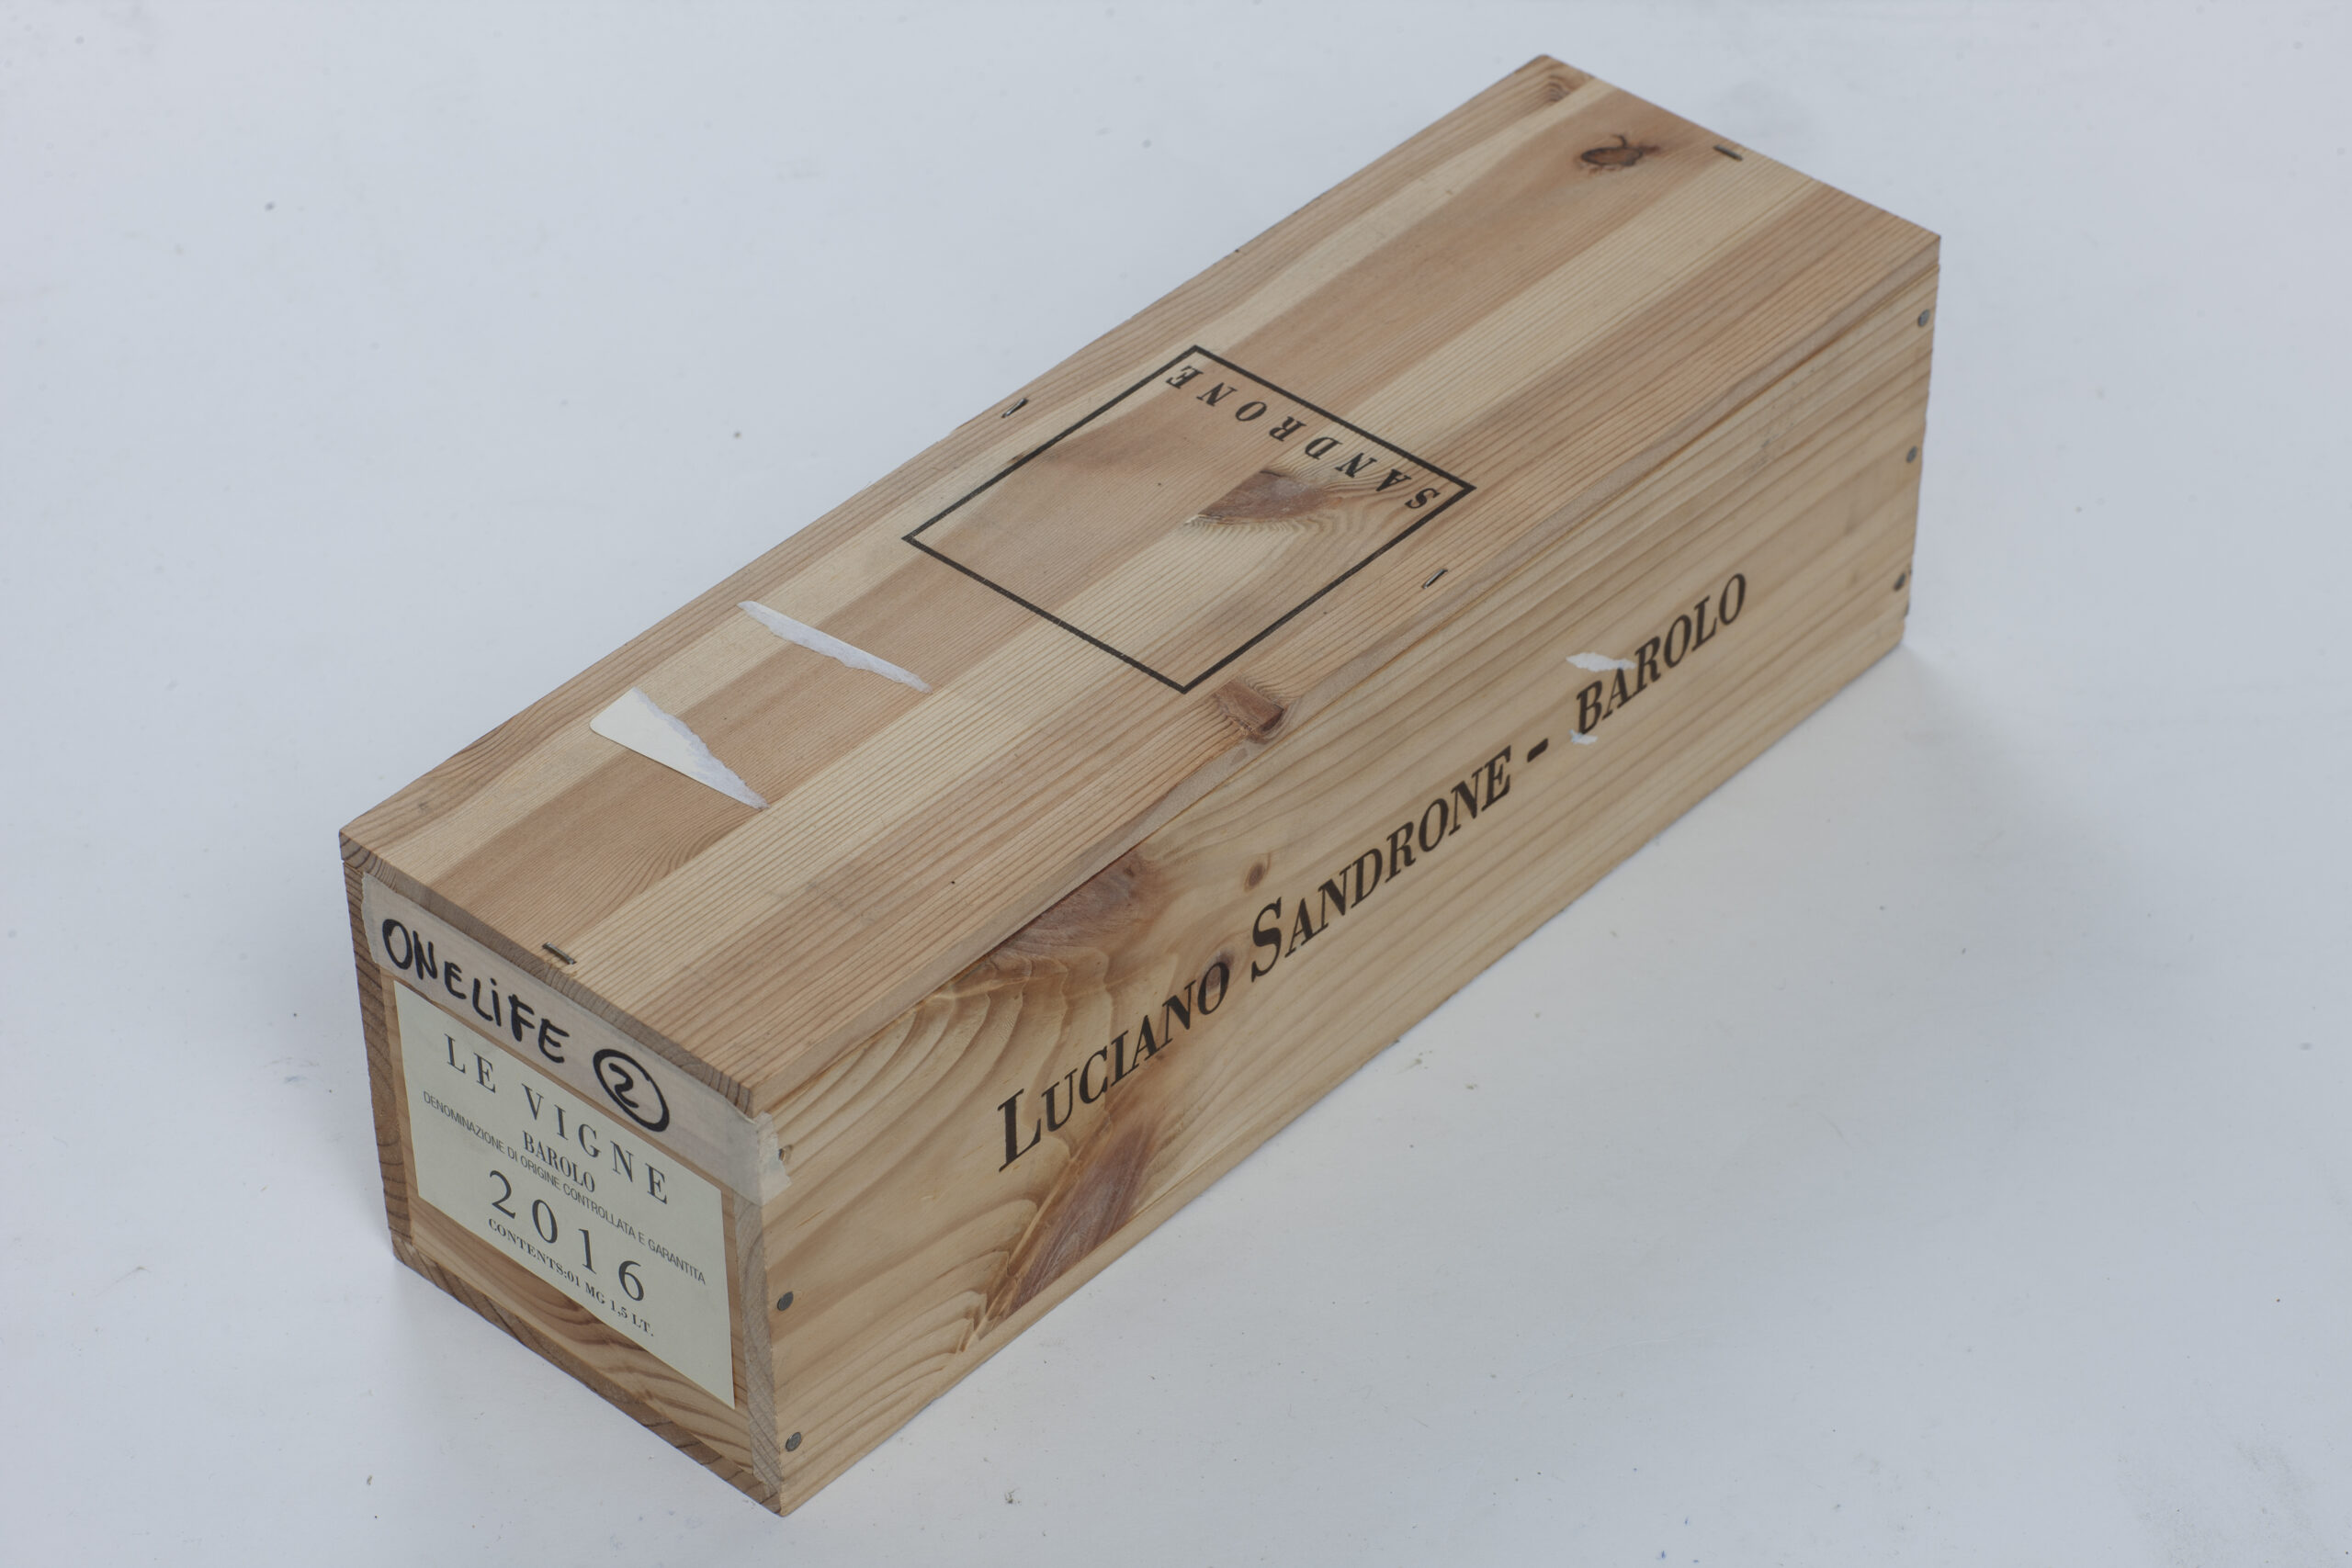 SANDRONE
LUCIANO SANDRONE - BAROLO
ONELiFE 2
LE VIGNE
BAROLO
DENOMINAZIONE DI ORIGINE CONTROLLATA E GARANTITA
2016
CONTENTS:01 MG 1,5 LT.